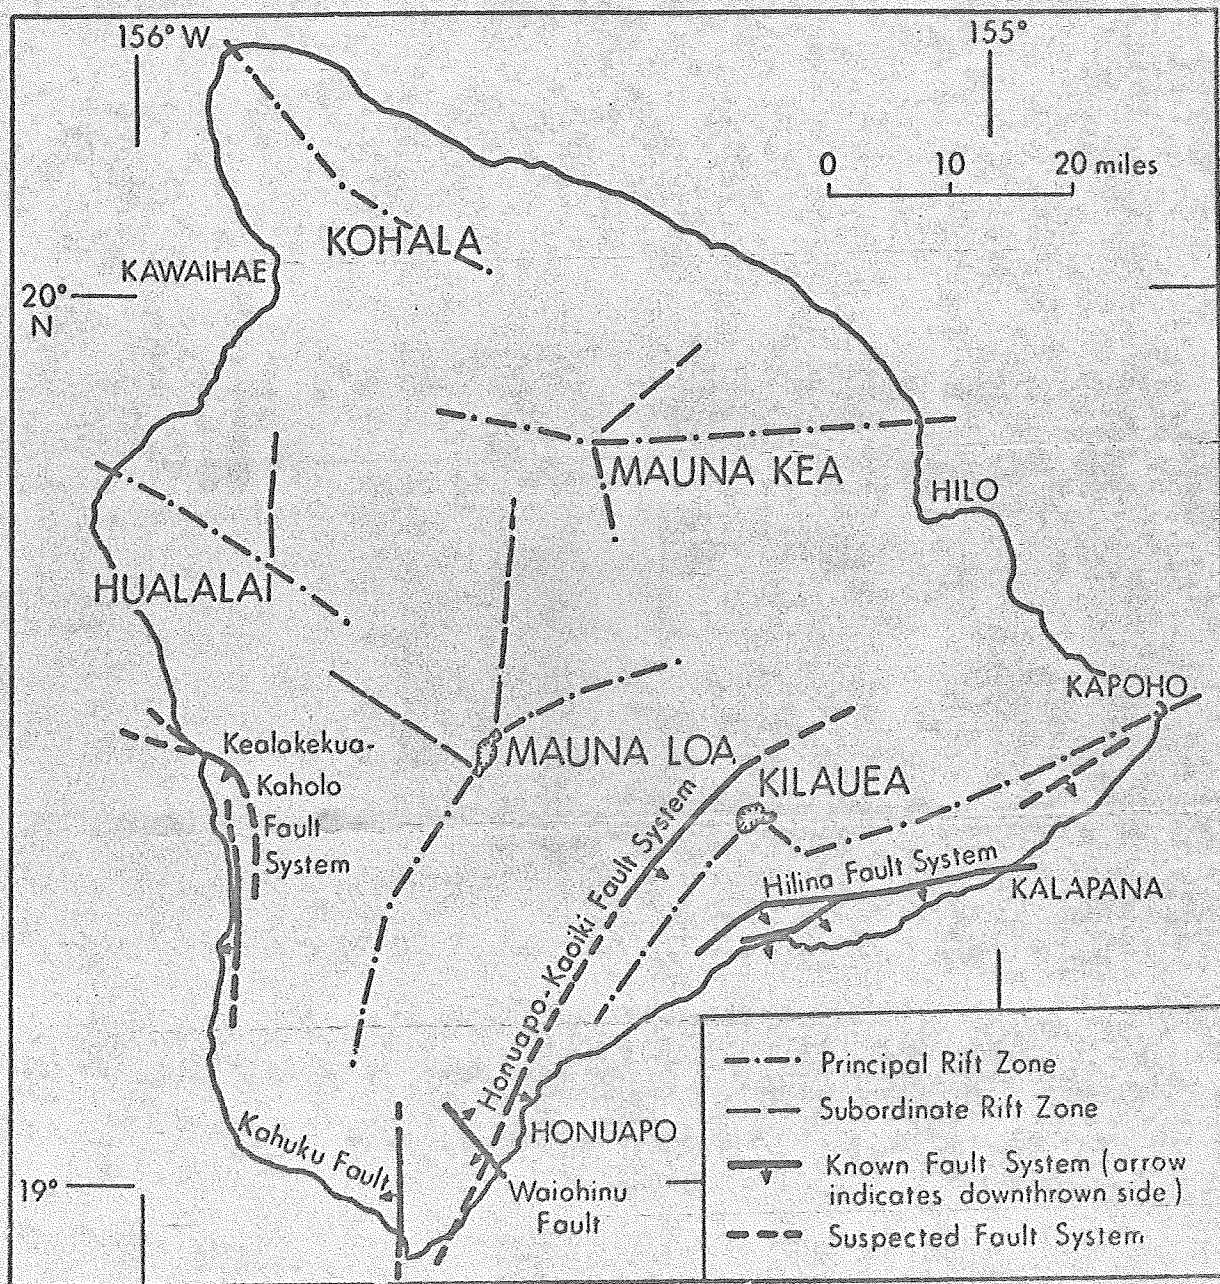 156° W
155°
0 10 20 miles
KOHALA
KAWAIHAE
20°
N
MAUNA KEA
HILO
HUALALAI
KAPOHO
Kealakekua-
Kaholo
Fault
System
MAUNA LOA
KILAUEA
Honuapo-Kaoiki Fault System
Hilina Fault System
KALAPANA
Kahuku Fault
HONUAPO
19°
Waiohinu
Fault
Principal Rift Zone
Subordinate Rift Zone
Known Fault System (arrow
indicates downthrown side)
Suspected Fault System